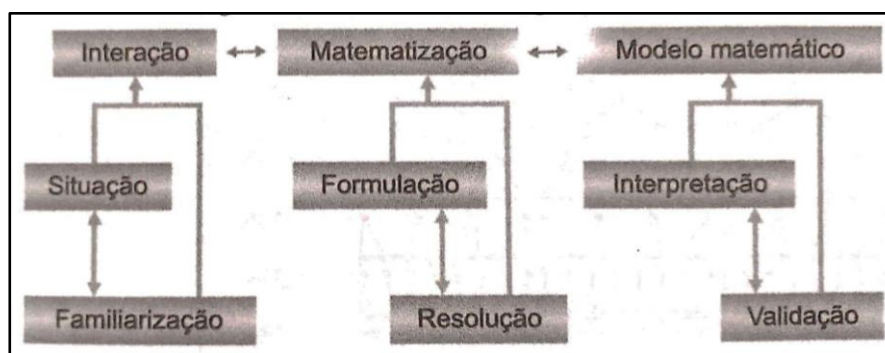 Interação
Matematização
Modelo matemático
Situação
Formulação
Interpretação
Familiarização
Resolução
Validação